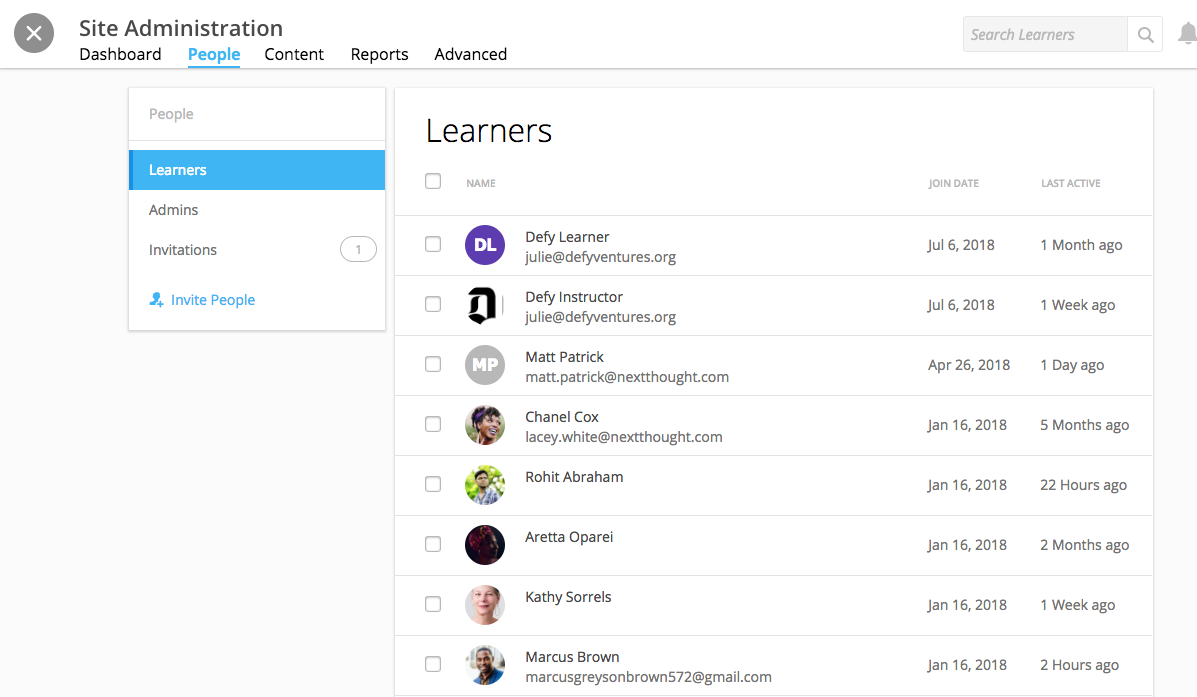 Site Administration
Search Learners
Dashboard People Content Reports Advanced
People
Learners
Admins
Invitations 1
Invite People
Learners
NAME JOIN DATE LAST ACTIVE
DL Defy Learner
julie@defyventures.org
Jul 6, 2018 1 Month ago
Defy Instructor
julie@defyventures.org
Jul 6, 2018 1 Week ago
MP Matt Patrick
matt.patrick@nextthought.com
Apr 26, 2018 1 Day ago
Chanel Cox
lacey.white@nextthought.com
Jan 16, 2018 5 Months ago
Rohit Abraham
Jan 16, 2018 22 Hours ago
Aretta Oparei
Jan 16, 2018 2 Months ago
Kathy Sorrels
Jan 16, 2018 1 Week ago
Marcus Brown
marcusgreysonbrown572@gmail.com
Jan 16, 2018 2 Hours ago